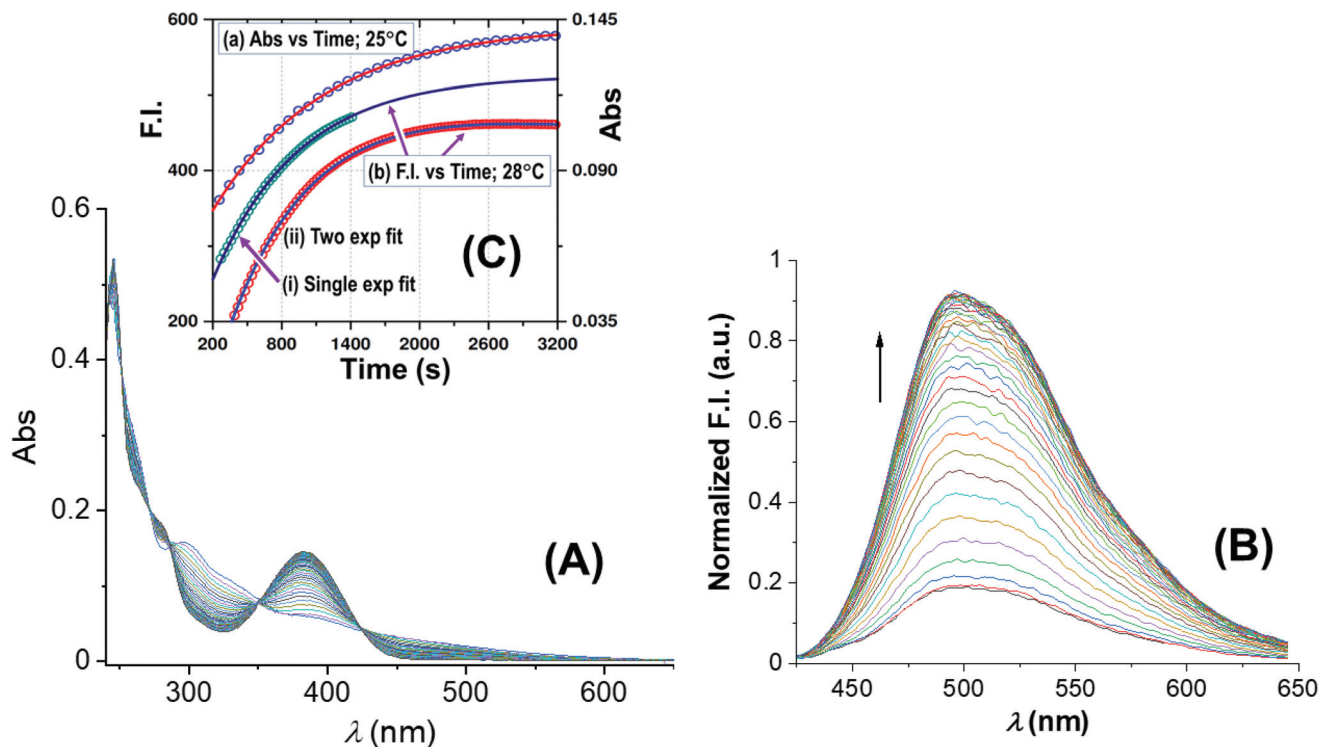 600
0.145
(a) Abs vs Time; 25°C
F.I.
Abs
400
0.090
(b) F.I. vs Time; 28°C
(ii) Two exp fit
(C)
(i) Single exp fit
200
0.035
200 800 1400 2000 2600 3200
Time (s)
0.6
0.4
0.2
0
Abs
(A)
300 400 500 600
λ (nm)
1
0.8
0.6
0.4
0.2
0
Normalized F.I. (a.u.)
(B)
450 500 550 600 650
λ (nm)